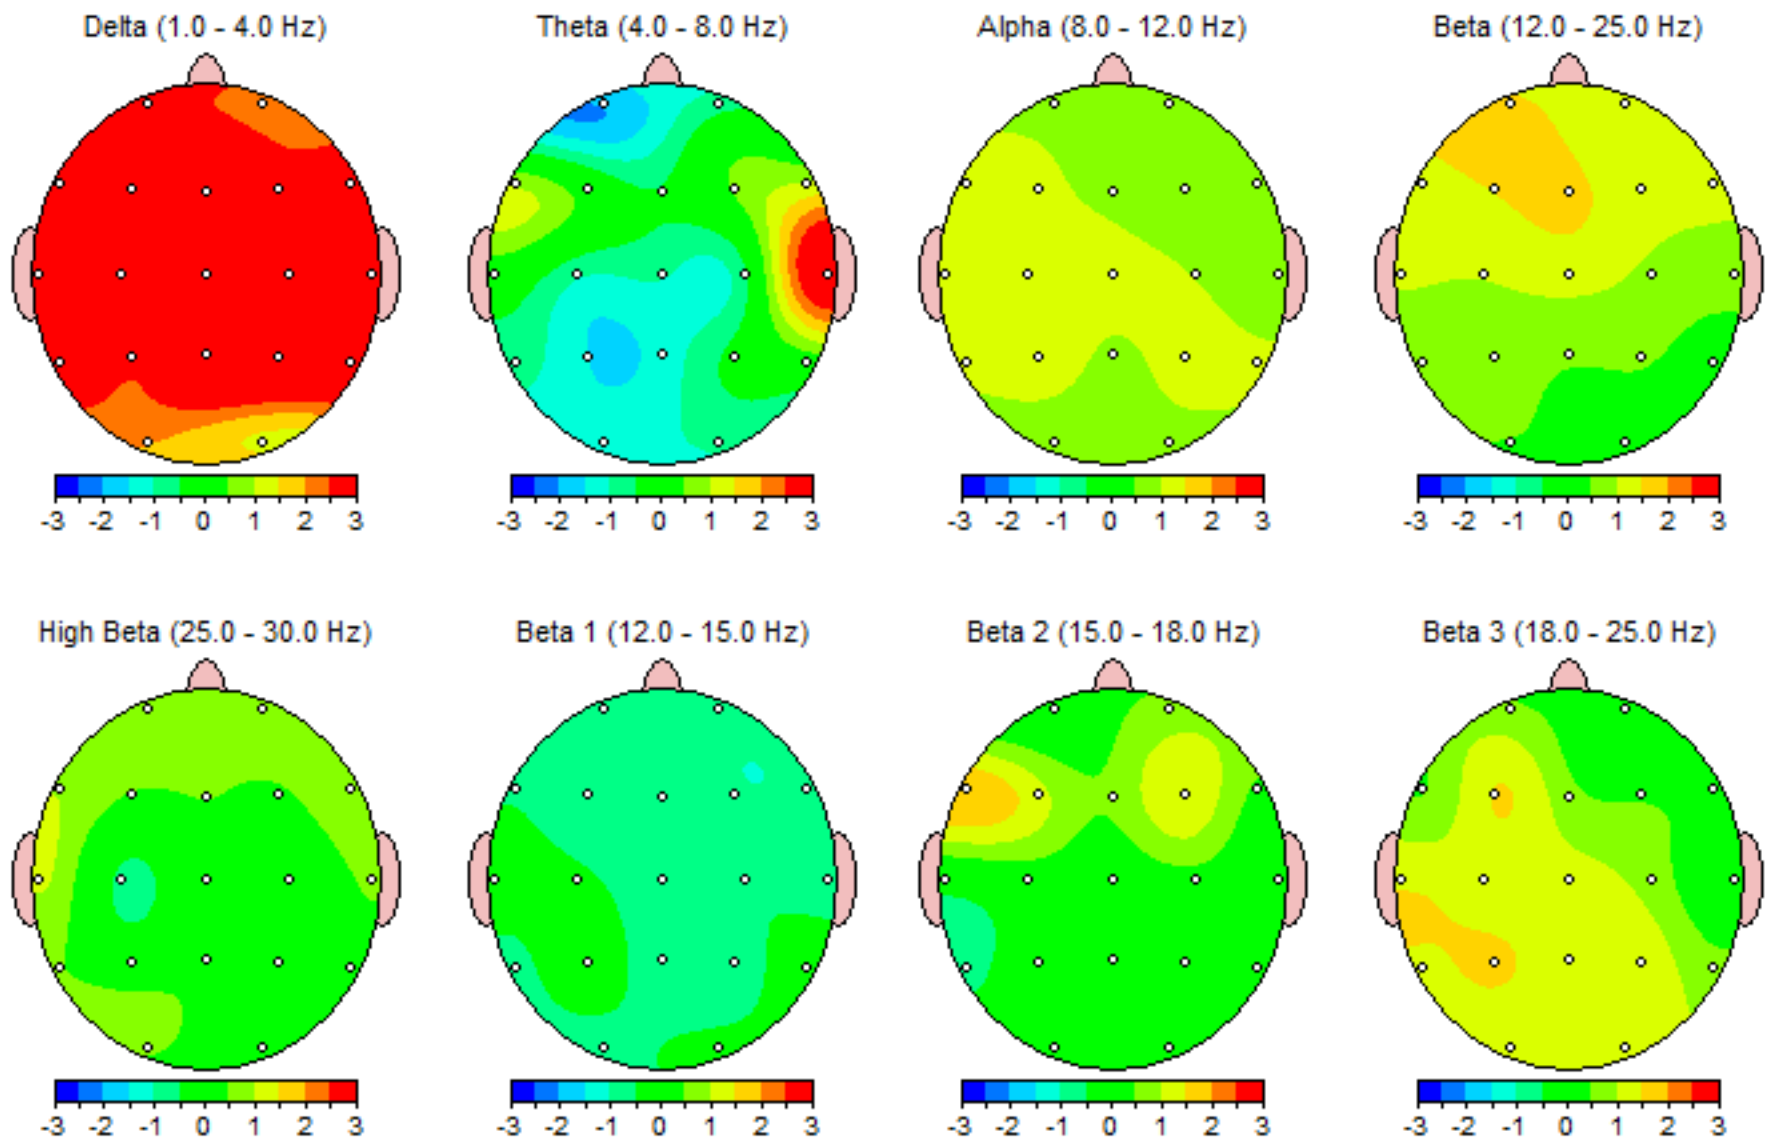 Delta (1.0 - 4.0 Hz)
Theta (4.0 - 8.0 Hz)
Alpha (8.0 - 12.0 Hz)
Beta (12.0 - 25.0 Hz)
-3 -2 -1 0 1 2 3
-3 -2 -1 0 1 2 3
-3 -2 -1 0 1 2 3
-3 -2 -1 0 1 2 3
High Beta (25.0 - 30.0 Hz)
Beta 1 (12.0 - 15.0 Hz)
Beta 2 (15.0 - 18.0 Hz)
Beta 3 (18.0 - 25.0 Hz)
-3 -2 -1 0 1 2 3
-3 -2 -1 0 1 2 3
-3 -2 -1 0 1 2 3
-3 -2 -1 0 1 2 3